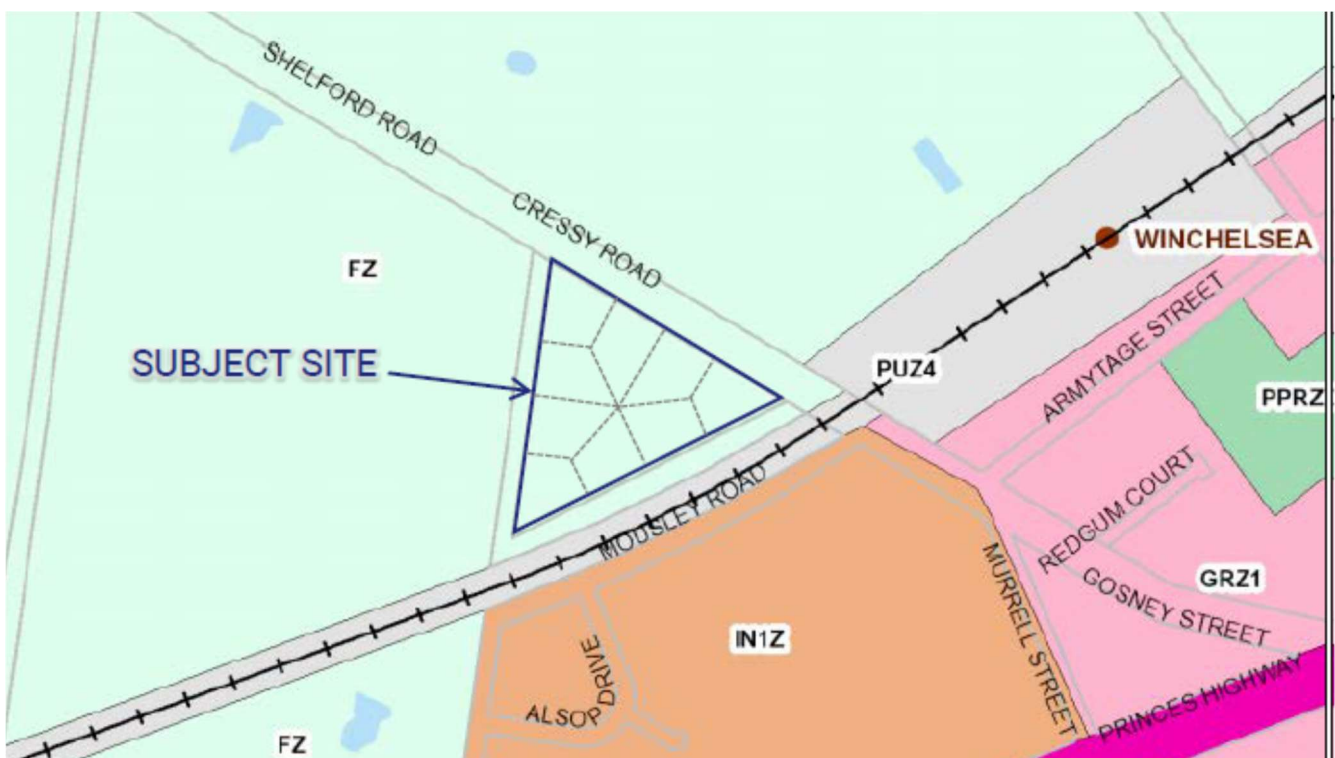 SHELFORD ROAD
CRESSY ROAD
WINCHELSEA
FZ
SUBJECT SITE
PUZ4
ARMYTAGE STREET
PPRZ
MOUSLEY ROAD
REDGUM COURT
GRZ1
GOSNEY STREET
MURRELL STREET
IN1Z
ALSOP DRIVE
PRINCES HIGHWAY
FZ